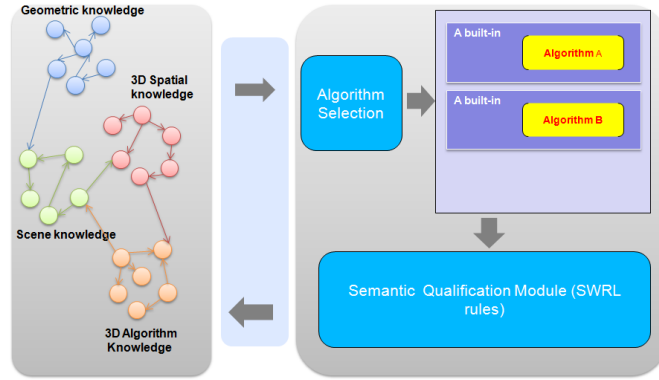 Geometric knowledge
3D Spatial
knowledge
Scene knowledge
3D Algorithm
Knowledge
Algorithm
Selection
A built-in
Algorithm A
A built-in
Algorithm B
Semantic Qualification Module (SWRL
rules)